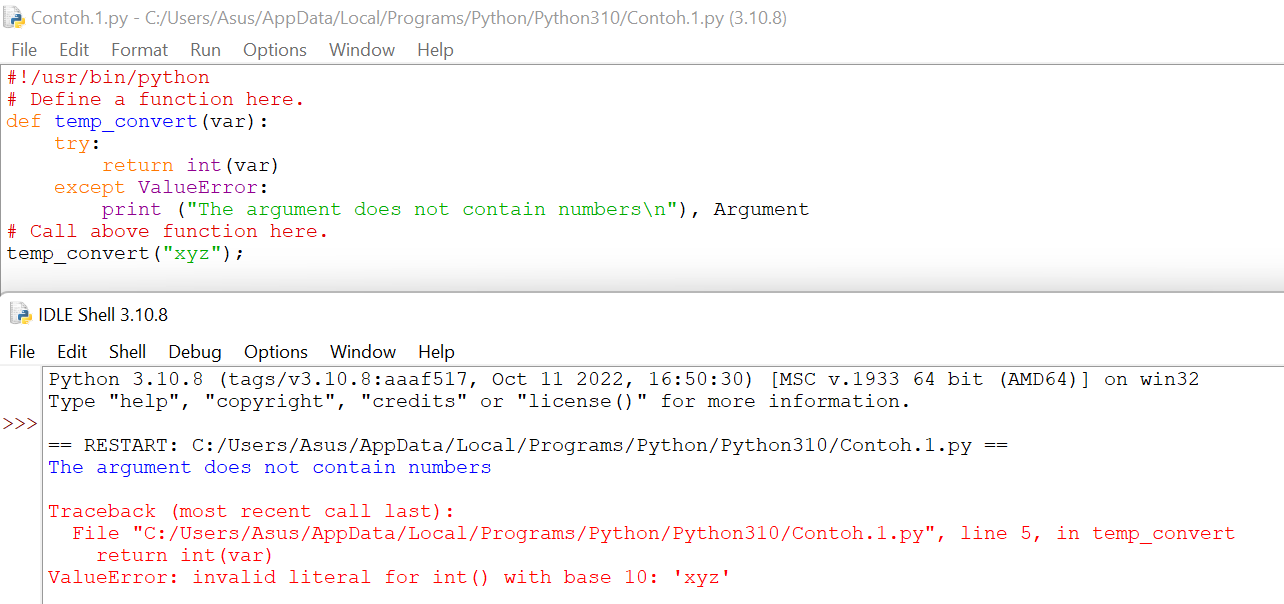 Contoh.1.py - C:/Users/Asus/AppData/Local/Programs/Python/Python310/Contoh.1.py (3.10.8)
File Edit Format Run Options Window Help
#!/usr/bin/python
# Define a function here.
def temp_convert(var):
    try:
        return int(var)
    except ValueError:
        print ("The argument does not contain numbers\n"), Argument
# Call above function here.
temp_convert("xyz");
IDLE Shell 3.10.8
File Edit Shell Debug Options Window Help
Python 3.10.8 (tags/v3.10.8:aaaf517, Oct 11 2022, 16:50:30) [MSC v.1933 64 bit (AMD64)] on win32
Type "help", "copyright", "credits" or "license()" for more information.
>>>
== RESTART: C:/Users/Asus/AppData/Local/Programs/Python/Python310/Contoh.1.py ==
The argument does not contain numbers
Traceback (most recent call last):
  File "C:/Users/Asus/AppData/Local/Programs/Python/Python310/Contoh.1.py", line 5, in temp_convert
    return int(var)
ValueError: invalid literal for int() with base 10: 'xyz'